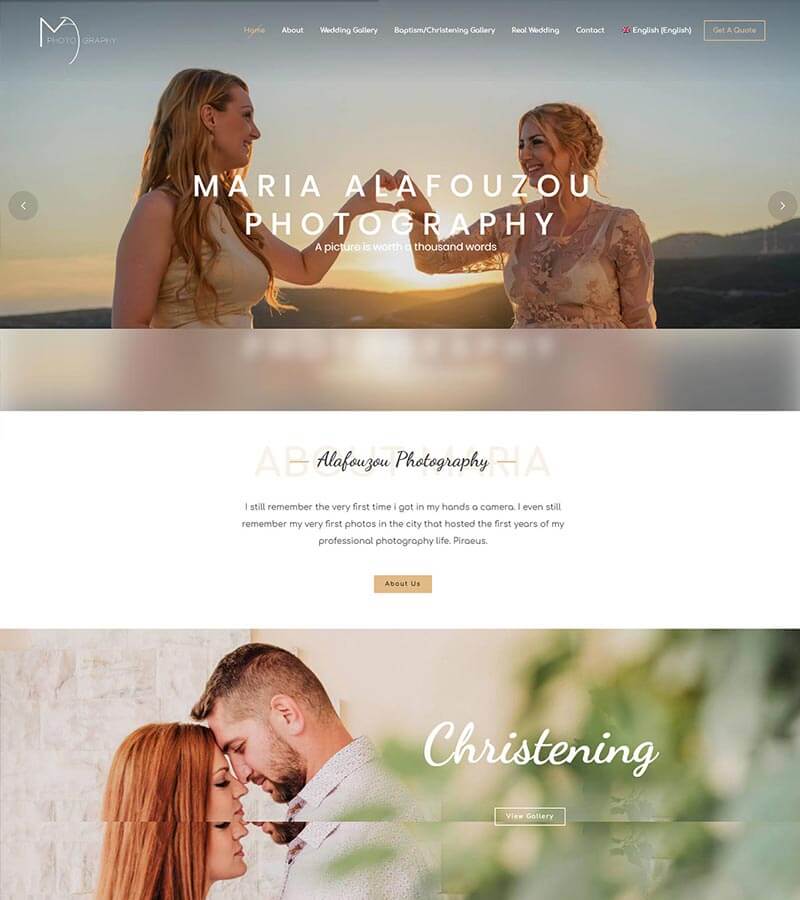 PHOTOGRAPHY
Home About Wedding Gallery Baptism/Christening Gallery Real Wedding Contact English (English) Get A Quote
MARIA ALAFOUZOU
PHOTOGRAPHY
A picture is worth a thousand words
ABOUT MARIA
Alafouzou Photography
I still remember the very first time i got in my hands a camera. I even still
remember my very first photos in the city that hosted the first years of my
professional photography life. Piraeus.
About Us
Christening
View Gallery